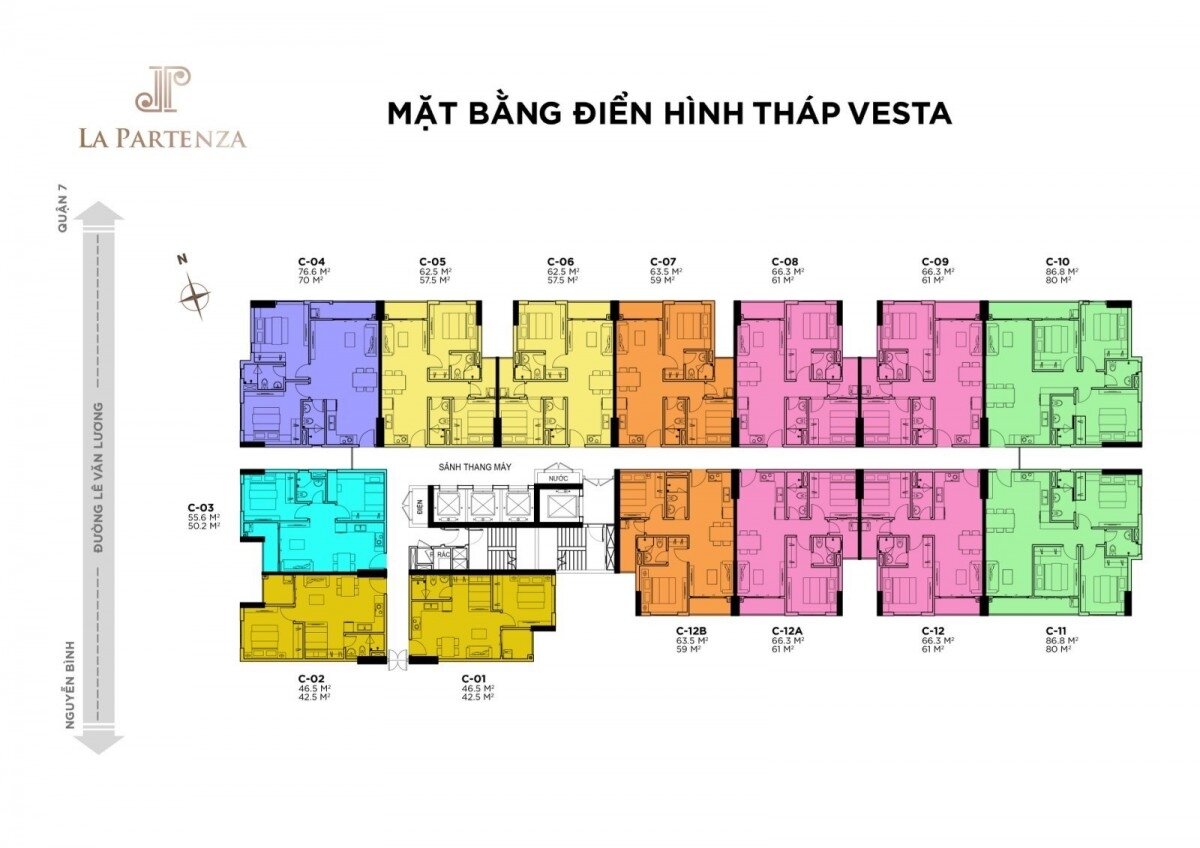 LA PARTENZA
MẶT BẰNG ĐIỂN HÌNH THÁP VESTA
QUẬN 7
ĐƯỜNG LÊ VĂN LƯƠNG
NGUYỄN BÌNH
N
C-04
76.6 M²
70 M²
C-05
62.5 M²
57.5 M²
C-06
62.5 M²
57.5 M²
C-07
63.5 M²
59 M²
C-08
66.3 M²
61 M²
C-09
66.3 M²
61 M²
C-10
86.8 M²
80 M²
SẢNH THANG MÁY
NƯỚC
ĐIỆN
P. RÁC
C-03
55.6 M²
50.2 M²
C-02
46.5 M²
42.5 M²
C-01
46.5 M²
42.5 M²
C-12B
63.5 M²
59 M²
C-12A
66.3 M²
61 M²
C-12
66.3 M²
61 M²
C-11
86.8 M²
80 M²